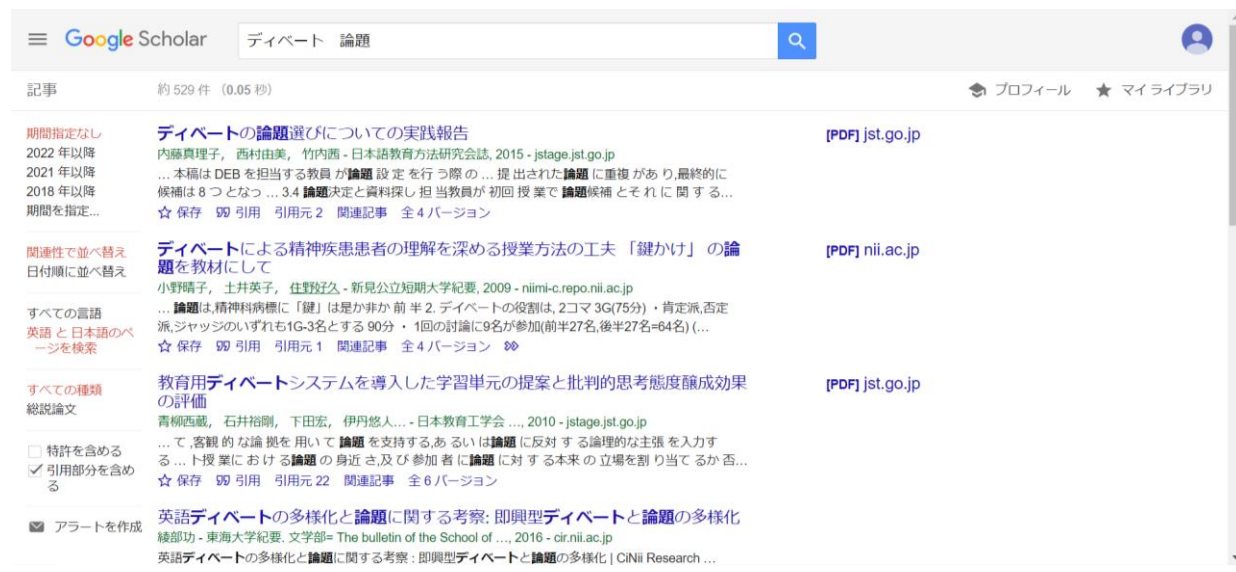 Google Scholar
ディベート　論題
記事
約 529 件 （0.05 秒）
プロフィール
マイ ライブラリ
期間指定なし
2022 年以降
2021 年以降
2018 年以降
期間を指定...
関連性で並べ替え
日付順に並べ替え
すべての言語
英語 と 日本語のペ
ージを検索
すべての種類
総説論文
特許を含める
引用部分を含め
る
アラートを作成
ディベートの論題選びについての実践報告
[PDF] jst.go.jp
内藤真理子， 西村由美， 竹内茜 - 日本語教育方法研究会誌, 2015 - jstage.jst.go.jp
… 本稿は DEB を担当する教員 が論題 設 定 を行 う際 の … 提 出された論題 に重複 があ り,最終的に
候補は 8 つ となっ … 3.4 論題決定と資料探し 担 当教員が 初回 授 業で 論題候補 と そ れ に 関 す る…
保存 引用 引用元 2 関連記事 全 4 バージョン
ディベートによる精神疾患患者の理解を深める授業方法の工夫 「鍵かけ」 の論
題を教材にして
[PDF] nii.ac.jp
小野晴子， 土井英子， 住野好久 - 新見公立短期大学紀要, 2009 - niimi-c.repo.nii.ac.jp
… 論題は,精神科病標に「鍵」は是か非か 前 半 2. デイベートの役割は, 2コマ 3G(75分) ・肯定派,否定
派,ジャッジのいずれも1G-3名とする 90分 ・ 1回の討論に9名が参加(前半27名,後半27名=64名) (…
保存 引用 引用元 1 関連記事 全 4 バージョン
教育用ディベートシステムを導入した学習単元の提案と批判的思考態度醸成効果
の評価
[PDF] jst.go.jp
青柳西蔵， 石井裕剛， 下田宏， 伊丹悠人... - 日本教育工学会 …, 2010 - jstage.jst.go.jp
… て ,客観 的 な論 拠を 用い て 論題 を支持する,あ るい は論題 に反対 す る論理的な主張 を入力す
る … ト授 業に お け る論題 の 身近 さ,及 び 参加 者 に論題 に対 す る本来 の 立場を割 り当て るか 否…
保存 引用 引用元 22 関連記事 全 6 バージョン
英語ディベートの多様化と論題に関する考察: 即興型ディベートと論題の多様化
綾部功 - 東海大学紀要. 文学部= The bulletin of the School of …, 2016 - cir.nii.ac.jp
英語ディベートの多様化と論題に関する考察 : 即興型ディベートと論題の多様化 | CiNii Research …